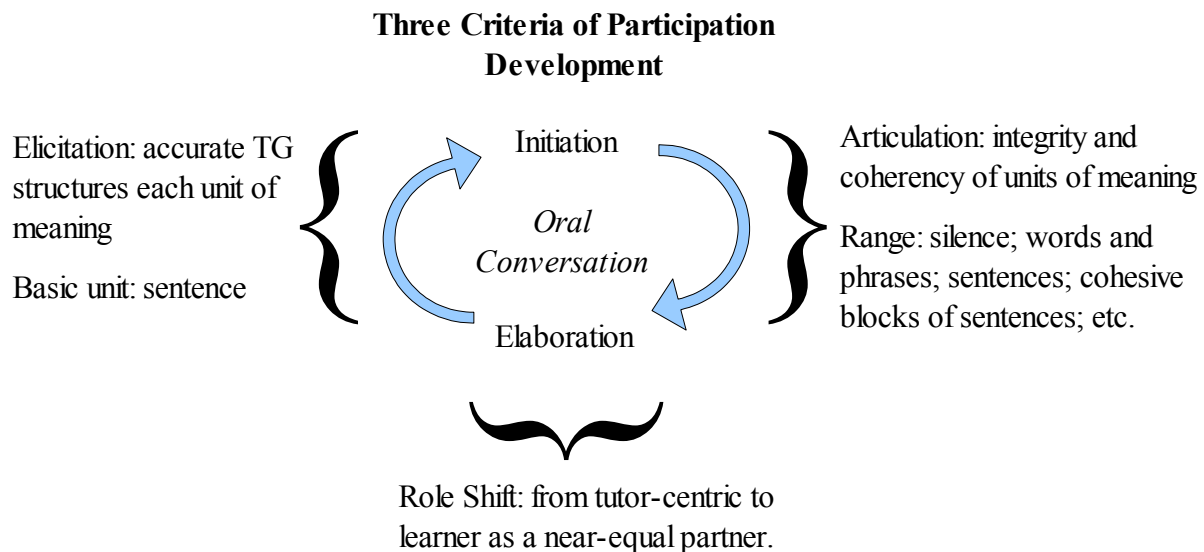 Three Criteria of Participation
Development
Elicitation: accurate TG
structures each unit of
meaning
Basic unit: sentence
Initiation
Oral
Conversation
Elaboration
Articulation: integrity and
coherency of units of meaning
Range: silence; words and
phrases; sentences; cohesive
blocks of sentences; etc.
Role Shift: from tutor-centric to
learner as a near-equal partner.